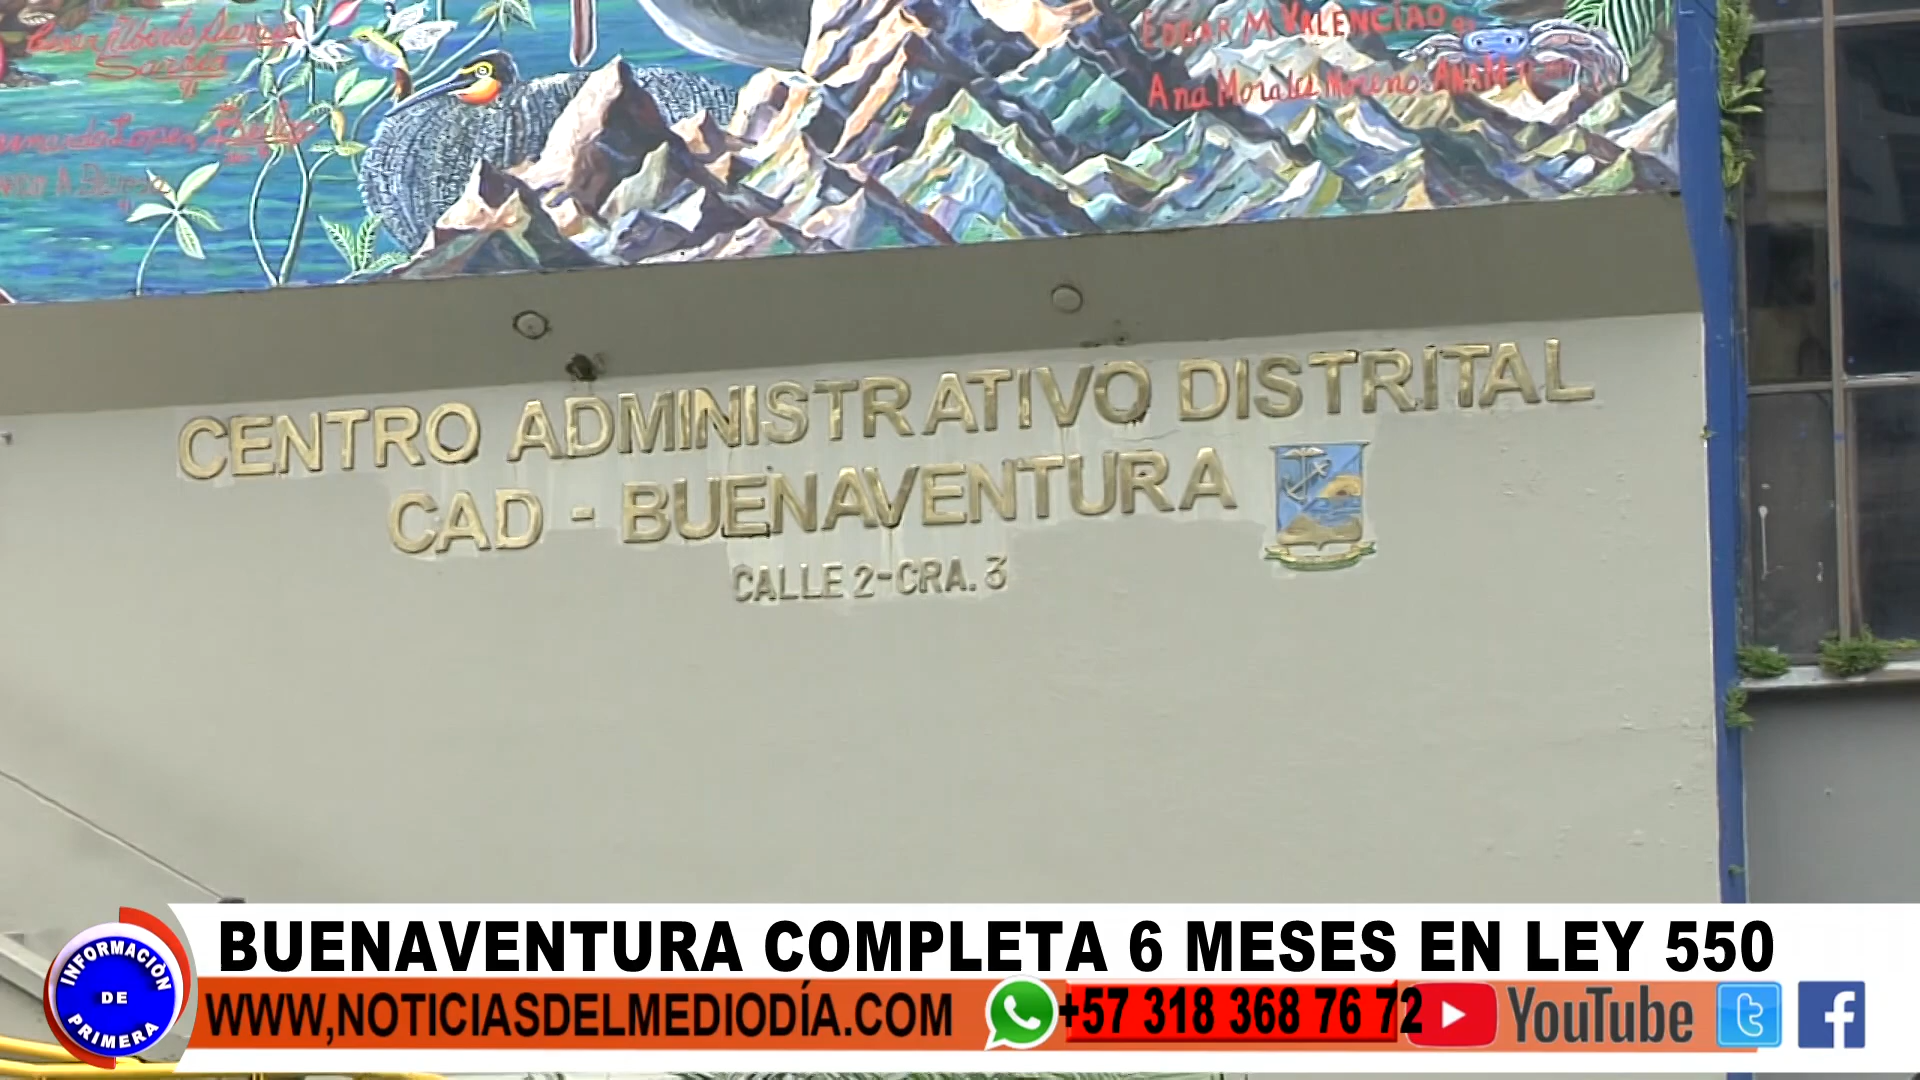 EDGAR M VALENCIA O
Ana Morales Moreno
CENTRO ADMINISTRATIVO DISTRITAL
CAD - BUENAVENTURA
CALLE 2-CRA. 3
BUENAVENTURA COMPLETA 6 MESES EN LEY 550
INFORMACIÒN
DE
PRIMERA
WWW,NOTICIASDELMEDIODÍA.COM
+57 318 368 76 72
YouTube